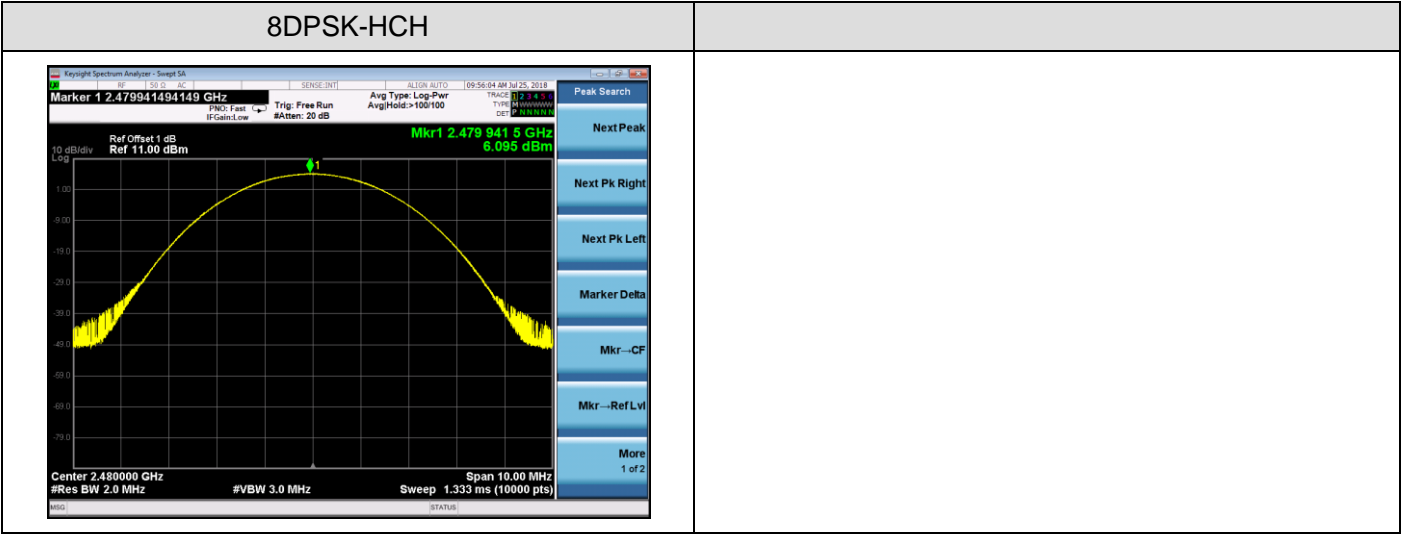 8DPSK-HCH
Keysight Spectrum Analyzer - Swept SA
RF 50 Ω AC SENSE:INT ALIGN AUTO 09:56:04 AM Jul 25, 2018
Marker 1 2.479941494149 GHz
PNO: Fast
IFGain:Low
Trig: Free Run
#Atten: 20 dB
Avg Type: Log-Pwr
Avg|Hold:>100/100
TRACE 1 2 3 4 5 6
TYPE M WWWWW
DET P N N N N N
Peak Search
Next Peak
Next Pk Right
Next Pk Left
Marker Delta
Mkr→CF
Mkr→Ref Lvl
More
1 of 2
Mkr1 2.479 941 5 GHz
6.095 dBm
Ref Offset 1 dB
10 dB/div Ref 11.00 dBm
Log
1
1.00
-9.00
-19.0
-29.0
-39.0
-49.0
-59.0
-69.0
-79.0
Center 2.480000 GHz Span 10.00 MHz
#Res BW 2.0 MHz #VBW 3.0 MHz Sweep 1.333 ms (10000 pts)
MSG STATUS